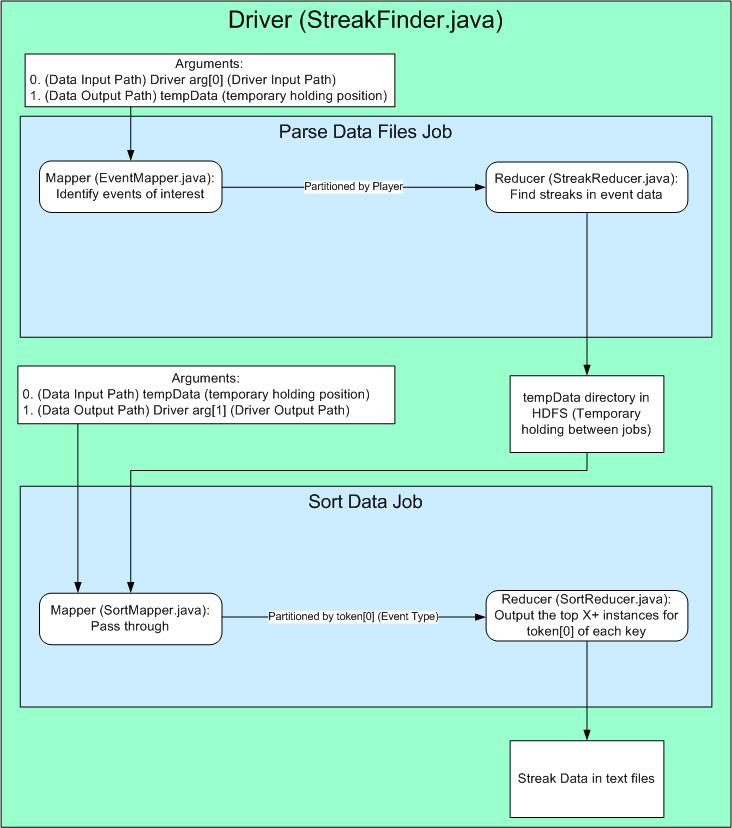 Driver (StreakFinder.java)
Arguments:
0. (Data Input Path) Driver arg[0] (Driver Input Path)
1. (Data Output Path) tempData (temporary holding position)
Parse Data Files Job
Mapper (EventMapper.java):
Identify events of interest
Partitioned by Player
Reducer (StreakReducer.java):
Find streaks in event data
Arguments:
0. (Data Input Path) tempData (temporary holding position)
1. (Data Output Path) Driver arg[1] (Driver Output Path)
tempData directory in
HDFS (Temporary
holding between jobs)
Sort Data Job
Mapper (SortMapper.java):
Pass through
Partitioned by token[0] (Event Type)
Reducer (SortReducer.java):
Output the top X+ instances for
token[0] of each key
Streak Data in text files